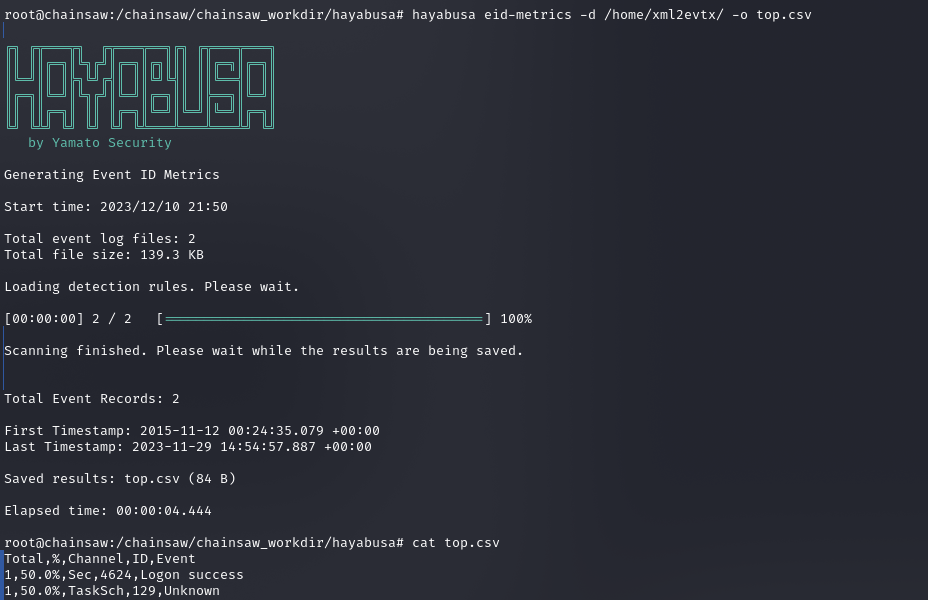 root@chainsaw:/chainsaw/chainsaw_workdir/hayabusa# hayabusa eid-metrics -d /home/xml2evtx/ -o top.csv
HAYABUSA
by Yamato Security
Generating Event ID Metrics
Start time: 2023/12/10 21:50
Total event log files: 2
Total file size: 139.3 KB
Loading detection rules. Please wait.
[00:00:00] 2 / 2 [========================================] 100%
Scanning finished. Please wait while the results are being saved.
Total Event Records: 2
First Timestamp: 2015-11-12 00:24:35.079 +00:00
Last Timestamp: 2023-11-29 14:54:57.887 +00:00
Saved results: top.csv (84 B)
Elapsed time: 00:00:04.444
root@chainsaw:/chainsaw/chainsaw_workdir/hayabusa# cat top.csv
Total,%,Channel,ID,Event
1,50.0%,Sec,4624,Logon success
1,50.0%,TaskSch,129,Unknown